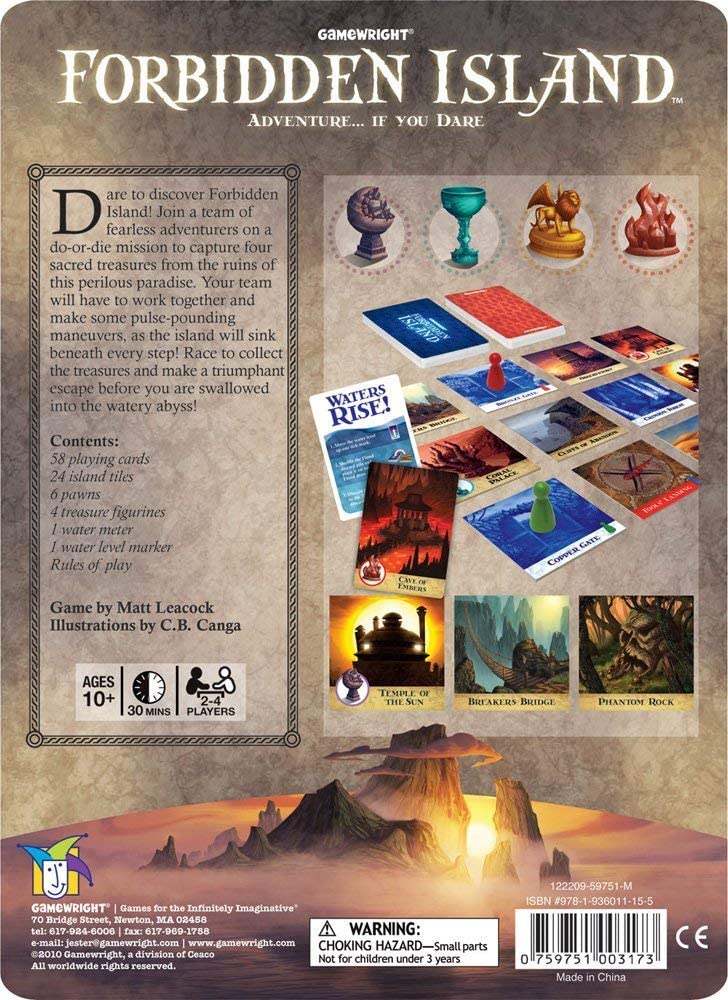 GAMEWRIGHT®
FORBIDDEN ISLAND™
ADVENTURE... IF YOU DARE
Dare to discover Forbidden
Island! Join a team of
fearless adventurers on a
do-or-die mission to capture four
sacred treasures from the ruins of
this perilous paradise. Your team
will have to work together and
make some pulse-pounding
maneuvers, as the island will sink
beneath every step! Race to collect
the treasures and make a triumphant
escape before you are swallowed
into the watery abyss!
Contents:
58 playing cards
24 island tiles
6 pawns
4 treasure figurines
1 water meter
1 water level marker
Rules of play
Game by Matt Leacock
Illustrations by C.B. Canga
AGES
10+
30 MINS
2-4
PLAYERS
FORBIDDEN
ISLAND
WATERS
RISE!
BRIDGE
BRONZE GATE
OBSERVATORY
CRIMSON FOREST
CLIFFS OF ABANDON
CORAL
PALACE
FOOLS' LANDING
COPPER GATE
CAVE OF
EMBERS
TEMPLE OF
THE SUN
BREAKERS BRIDGE
PHANTOM ROCK
GAMEWRIGHT® | Games for the Infinitely Imaginative®
70 Bridge Street, Newton, MA 02458
tel: 617-924-6006 | fax: 617-969-1758
e-mail: jester@gamewright.com | www.gamewright.com
©2010 Gamewright, a division of Ceaco
All worldwide rights reserved.
WARNING:
CHOKING HAZARD—Small parts
Not for children under 3 years
122209-59751-M
ISBN #978-1-936011-15-5
0 759751 003173
Made in China
CE